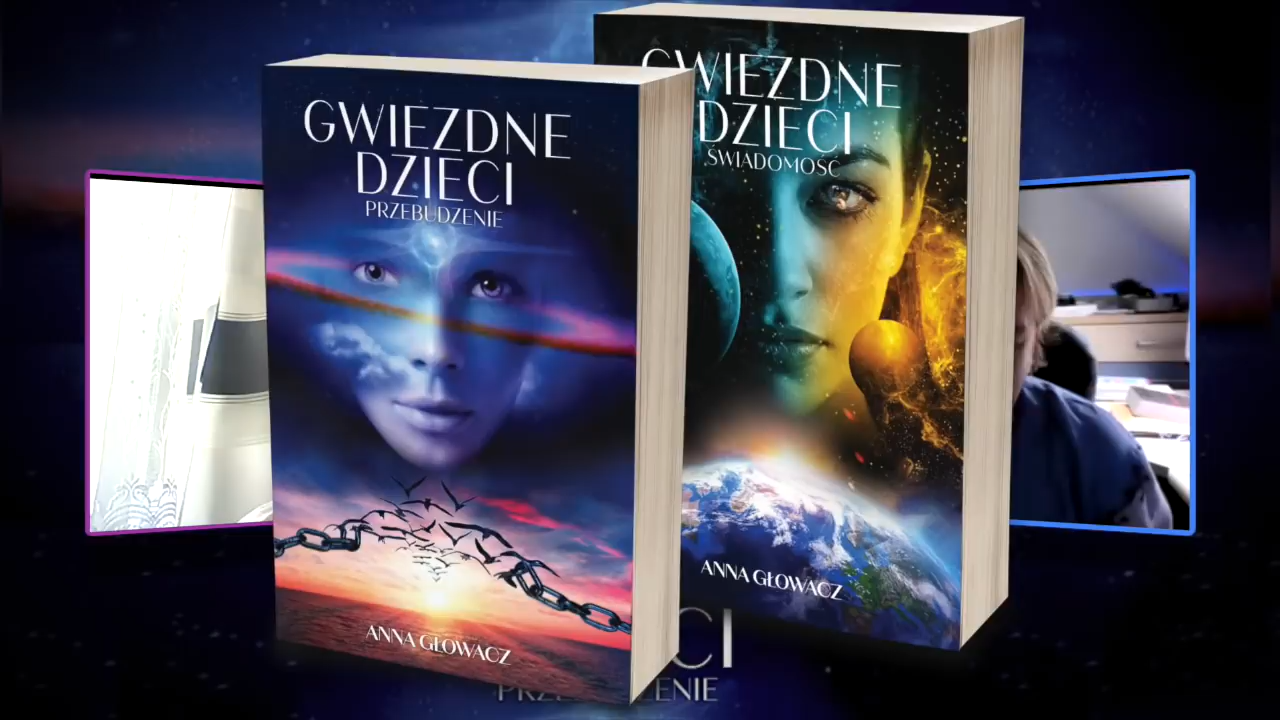 GWIEZDNE
DZIECI
PRZEBUDZENIE
ANNA GŁOWACZ
GWIEZDNE
DZIECI
ŚWIADOMOŚĆ
ANNA GŁOWACZ